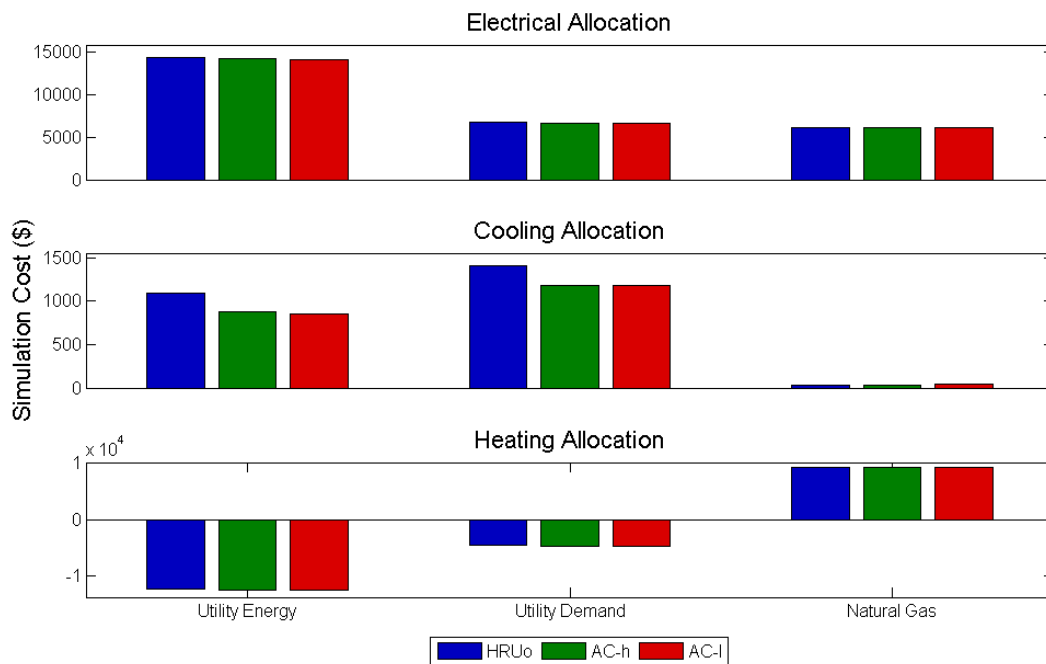 Electrical Allocation
15000
10000
5000
0
Cooling Allocation
1500
1000
500
0
Simulation Cost ($)
Heating Allocation
x 10^4
1
0
-1
Utility Energy
Utility Demand
Natural Gas
HRUo
AC-h
AC-l